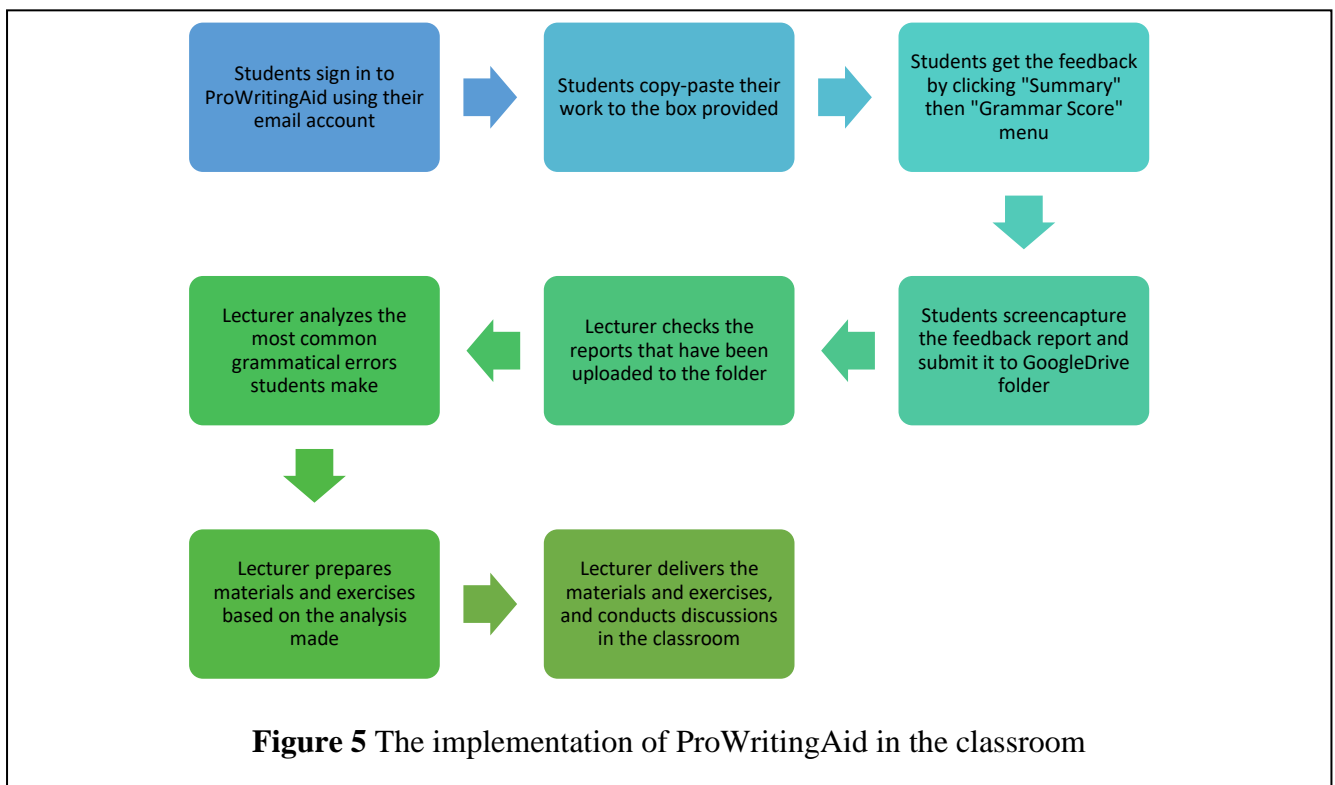 Students sign in to
ProWritingAid using their
email account
Students copy-paste their
work to the box provided
Students get the feedback
by clicking "Summary"
then "Grammar Score"
menu
Students screencapture
the feedback report and
submit it to GoogleDrive
folder
Lecturer checks the
reports that have been
uploaded to the folder
Lecturer analyzes the
most common
grammatical errors
students make
Lecturer prepares
materials and exercises
based on the analysis
made
Lecturer delivers the
materials and exercises,
and conducts discussions
in the classroom
Figure 5 The implementation of ProWritingAid in the classroom